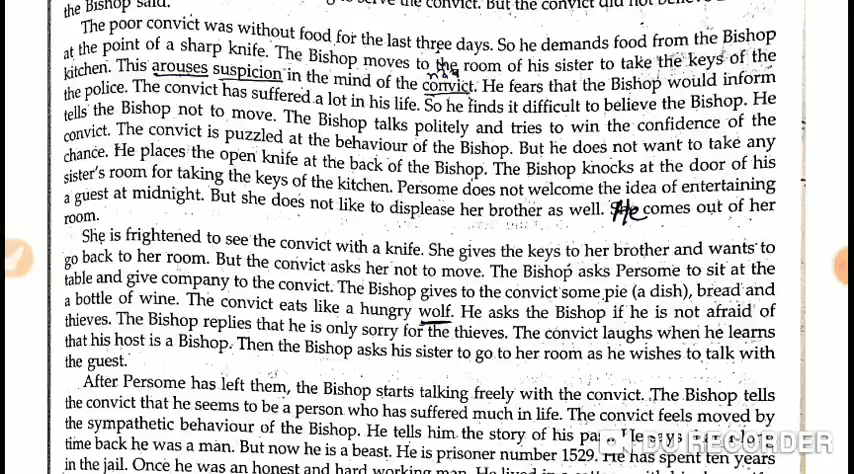 the Bishop said. to serve the convict. But the convict did not believe
The poor convict was without food for the last three days. So he demands food from the Bishop
at the point of a sharp knife. The Bishop moves to the room of his sister to take the keys of the
kitchen. This arouses suspicion in the mind of the convict. He fears that the Bishop would inform
the police. The convict has suffered a lot in his life. So he finds it difficult to believe the Bishop. He
tells the Bishop not to move. The Bishop talks politely and tries to win the confidence of the
convict. The convict is puzzled at the behaviour of the Bishop. But he does not want to take any
chance. He places the open knife at the back of the Bishop. The Bishop knocks at the door of his
sister's room for taking the keys of the kitchen. Persome does not welcome the idea of entertaining
a guest at midnight. But she does not like to displease her brother as well. He comes out of her
room.
She is frightened to see the convict with a knife. She gives the keys to her brother and wants to
go back to her room. But the convict asks her not to move. The Bishop asks Persome to sit at the
table and give company to the convict. The Bishop gives to the convict some pie (a dish), bread and
a bottle of wine. The convict eats like a hungry wolf. He asks the Bishop if he is not afraid of
thieves. The Bishop replies that he is only sorry for the thieves. The convict laughs when he learns
that his host is a Bishop. Then the Bishop asks his sister to go to her room as he wishes to talk with
the guest.
After Persome has left them, the Bishop starts talking freely with the convict. The Bishop tells
the convict that he seems to be a person who has suffered much in life. The convict feels moved by
the sympathetic behaviour of the Bishop. He tells him the story of his He says
time back he was a man. But now he is a beast. He is prisoner number 1529. He has spent ten years
in the jail. Once he was an honest and hard working man. He lived in a
RECORDER